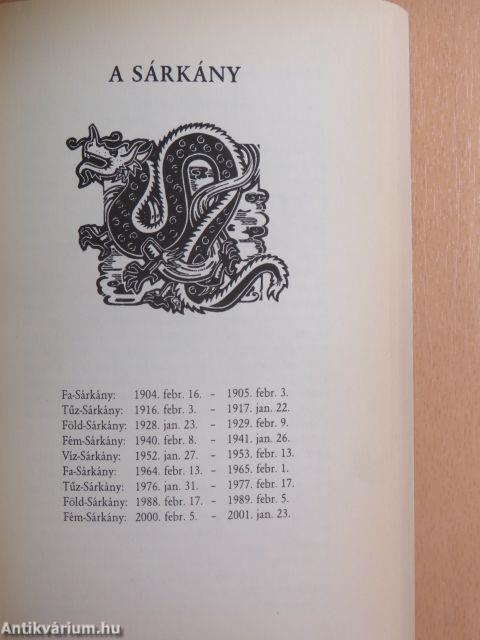 A SÁRKÁNY
Fa-Sárkány: 1904. febr. 16. – 1905. febr. 3.
Tűz-Sárkány: 1916. febr. 3. – 1917. jan. 22.
Föld-Sárkány: 1928. jan. 23. – 1929. febr. 9.
Fém-Sárkány: 1940. febr. 8. – 1941. jan. 26.
Víz-Sárkány: 1952. jan. 27. – 1953. febr. 13.
Fa-Sárkány: 1964. febr. 13. – 1965. febr. 1.
Tűz-Sárkány: 1976. jan. 31. – 1977. febr. 17.
Föld-Sárkány: 1988. febr. 17. – 1989. febr. 5.
Fém-Sárkány: 2000. febr. 5. – 2001. jan. 23.
Antikvárium.hu